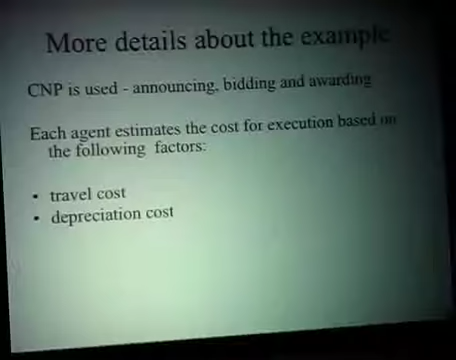 More details about the example
CNP is used - announcing, bidding and awarding
Each agent estimates the cost for execution based on
the following factors:
• travel cost
• depreciation cost